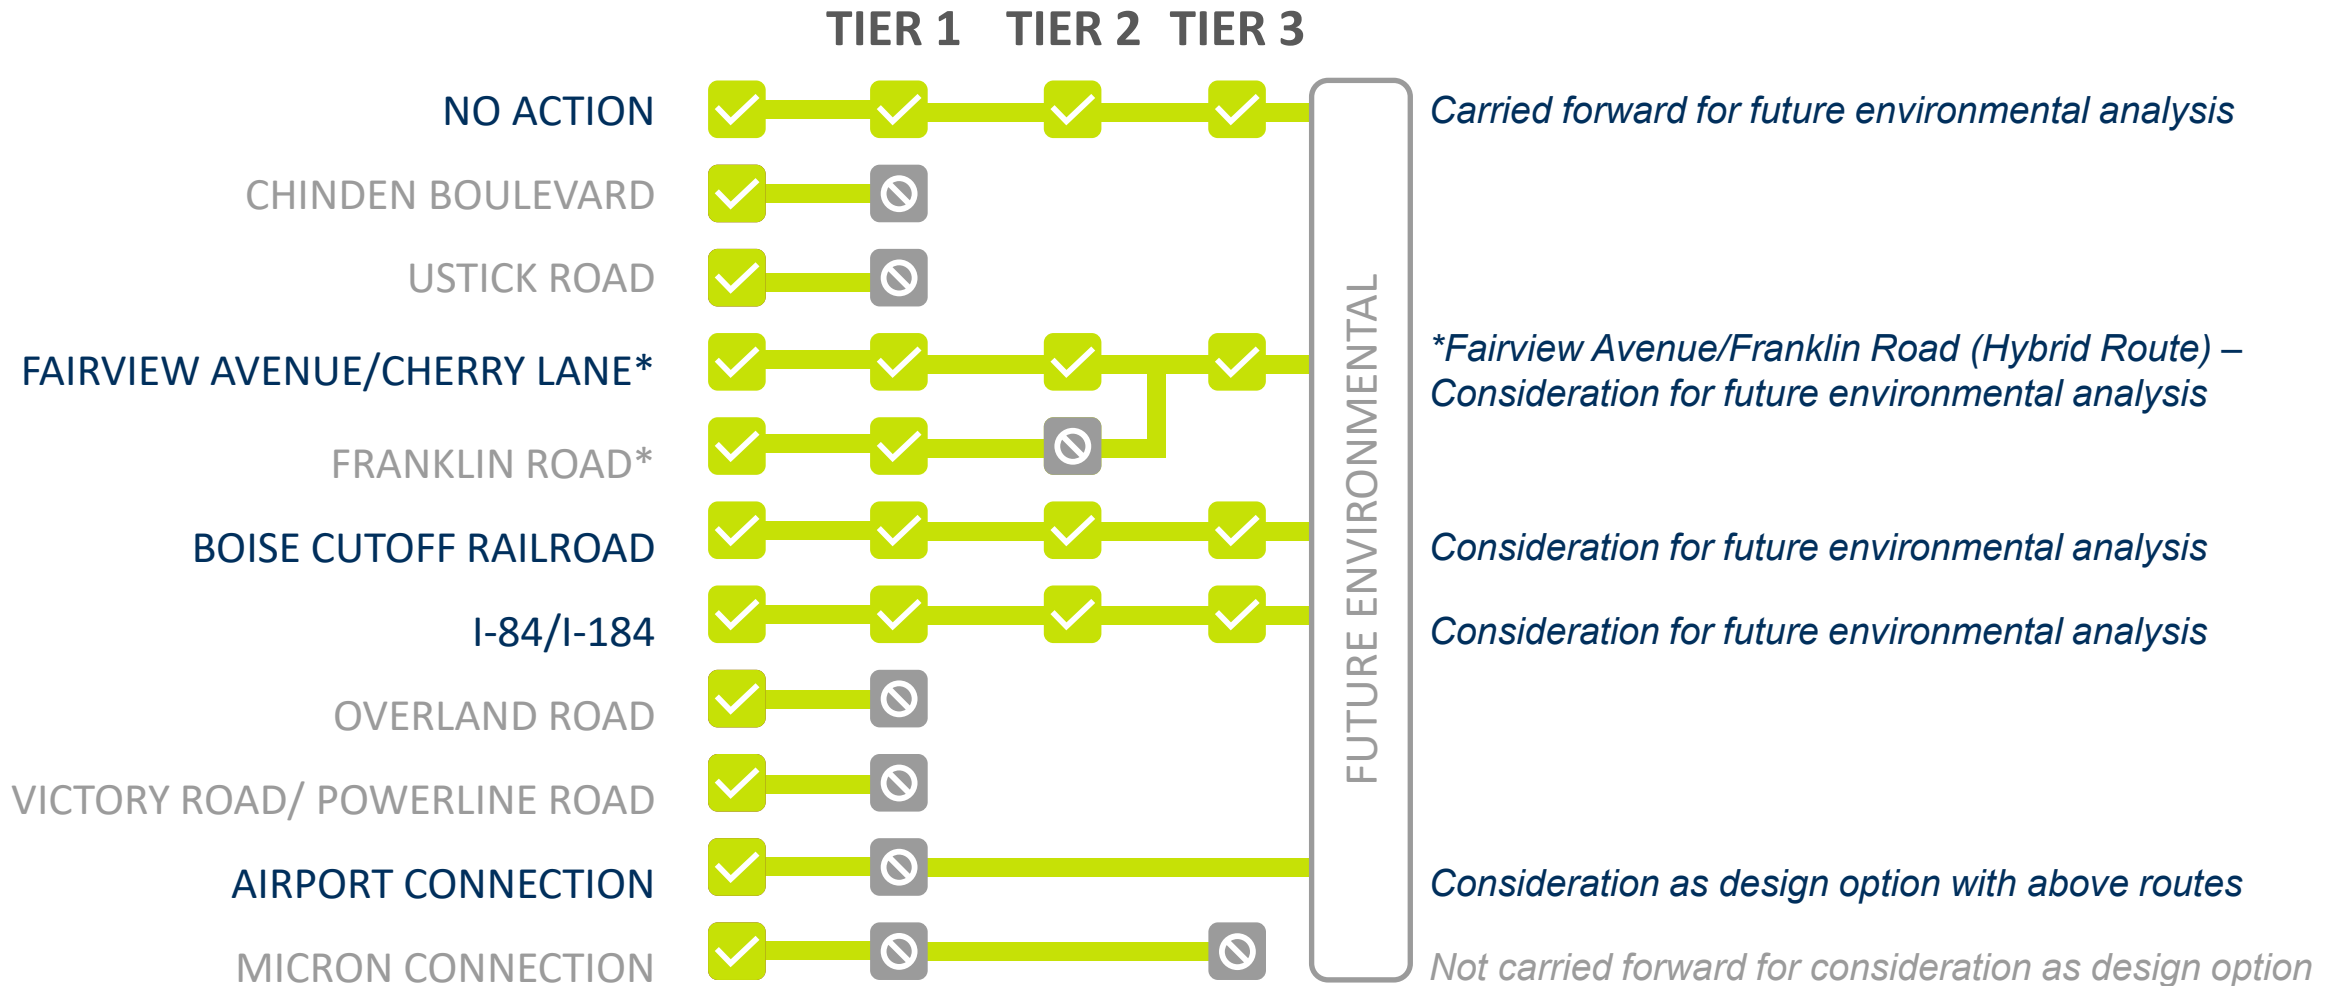 TIER 1 TIER 2 TIER 3
NO ACTION
Carried forward for future environmental analysis
CHINDEN BOULEVARD
USTICK ROAD
FAIRVIEW AVENUE/CHERRY LANE*
*Fairview Avenue/Franklin Road (Hybrid Route) –
Consideration for future environmental analysis
FRANKLIN ROAD*
BOISE CUTOFF RAILROAD
Consideration for future environmental analysis
I-84/I-184
Consideration for future environmental analysis
OVERLAND ROAD
VICTORY ROAD/ POWERLINE ROAD
AIRPORT CONNECTION
Consideration as design option with above routes
MICRON CONNECTION
Not carried forward for consideration as design option
FUTURE ENVIRONMENTAL